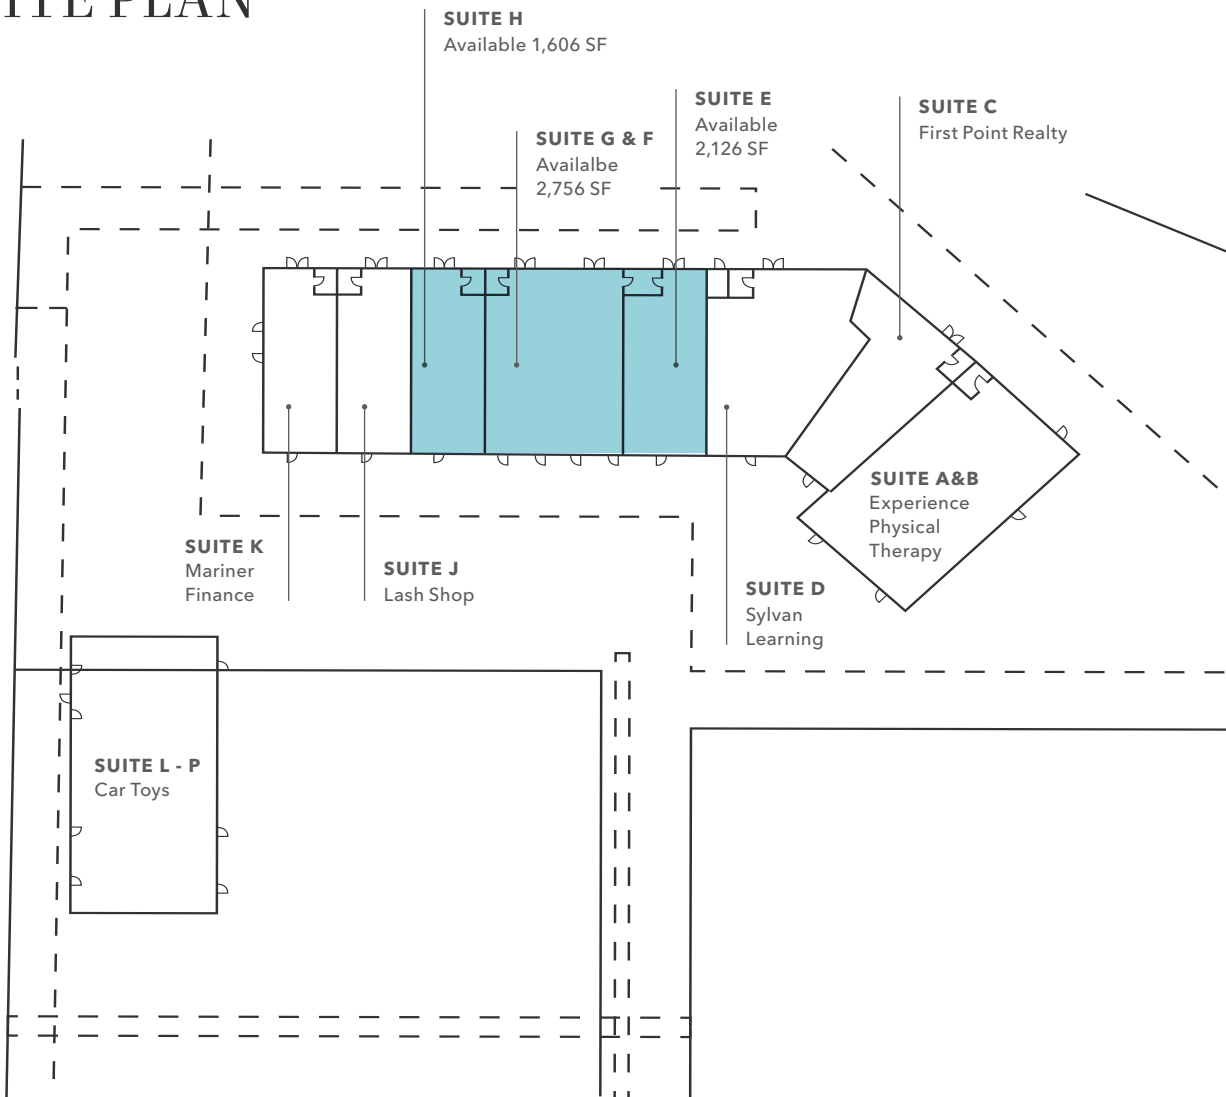 ITE PLAN
SUITE H
Available 1,606 SF
SUITE G & F
Availalbe
2,756 SF
SUITE E
Available
2,126 SF
SUITE C
First Point Realty
SUITE A&B
Experience
Physical
Therapy
SUITE K
Mariner
Finance
SUITE J
Lash Shop
SUITE D
Sylvan
Learning
SUITE L - P
Car Toys